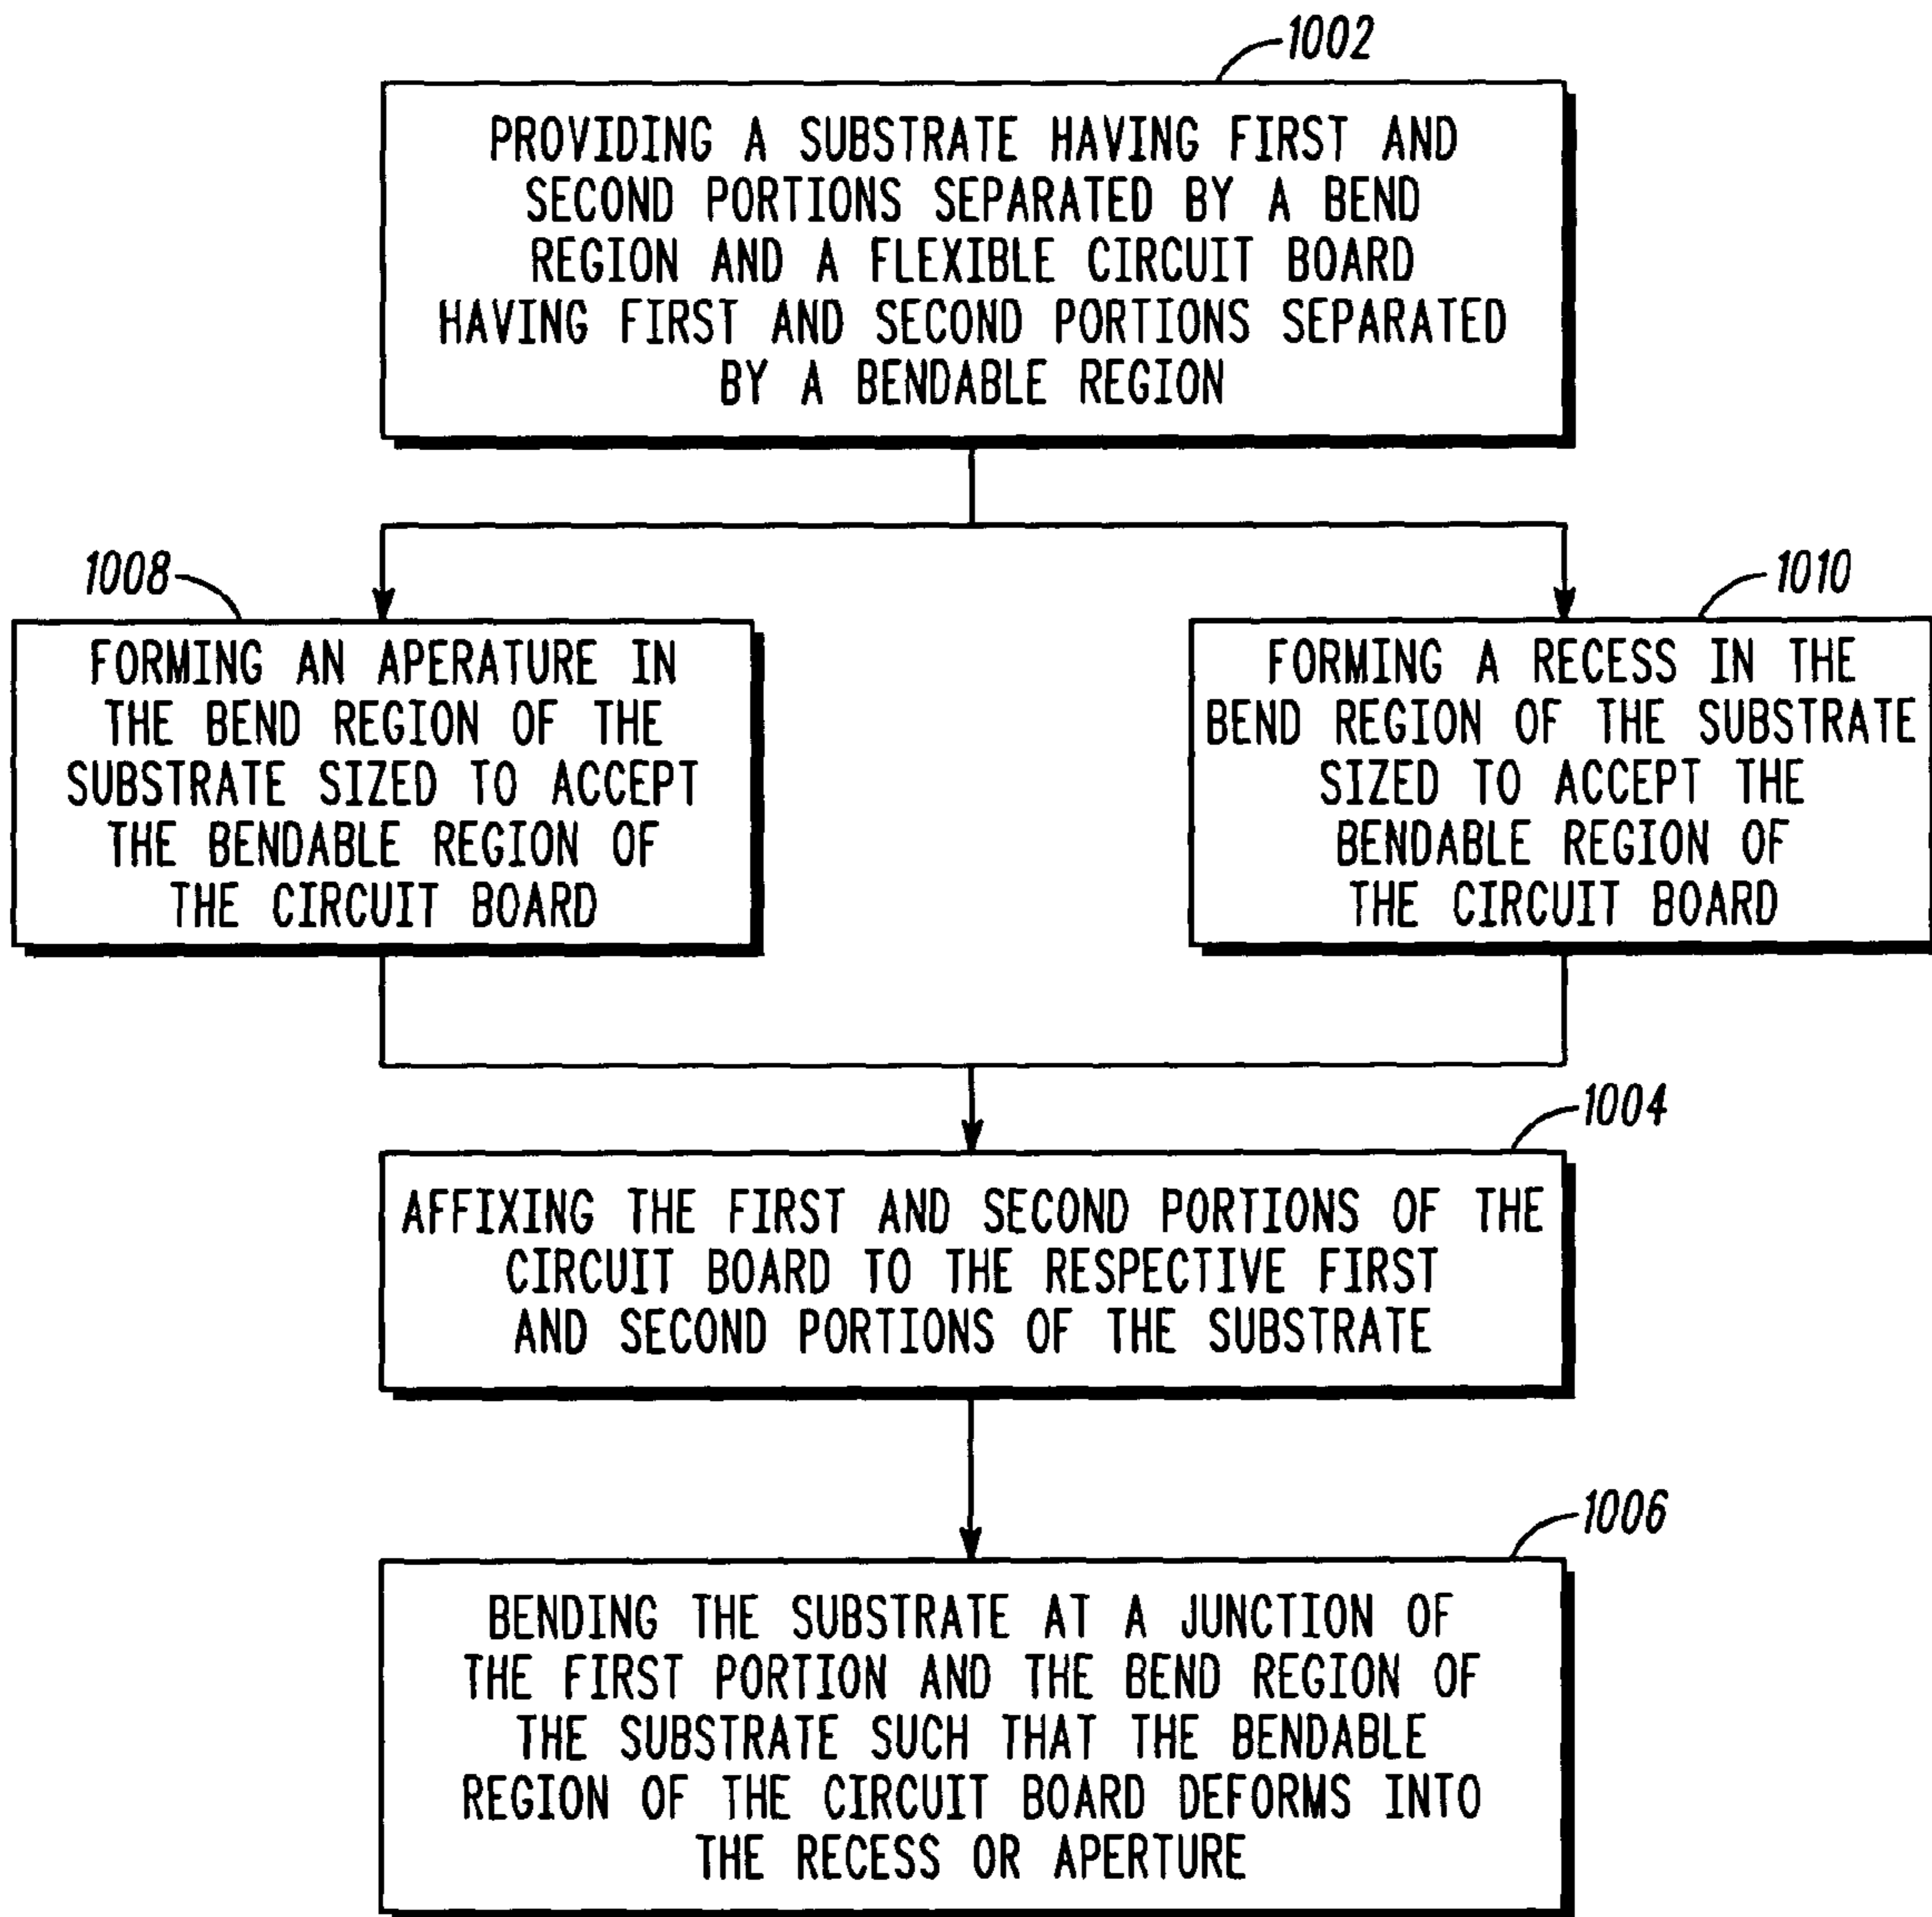 1002
PROVIDING A SUBSTRATE HAVING FIRST AND
SECOND PORTIONS SEPARATED BY A BEND
REGION AND A FLEXIBLE CIRCUIT BOARD
HAVING FIRST AND SECOND PORTIONS SEPARATED
BY A BENDABLE REGION
1008
FORMING AN APERATURE IN
THE BEND REGION OF THE
SUBSTRATE SIZED TO ACCEPT
THE BENDABLE REGION OF
THE CIRCUIT BOARD
1010
FORMING A RECESS IN THE
BEND REGION OF THE SUBSTRATE
SIZED TO ACCEPT THE
BENDABLE REGION OF
THE CIRCUIT BOARD
1004
AFFIXING THE FIRST AND SECOND PORTIONS OF THE
CIRCUIT BOARD TO THE RESPECTIVE FIRST
AND SECOND PORTIONS OF THE SUBSTRATE
1006
BENDING THE SUBSTRATE AT A JUNCTION OF
THE FIRST PORTION AND THE BEND REGION OF
THE SUBSTRATE SUCH THAT THE BENDABLE
REGION OF THE CIRCUIT BOARD DEFORMS INTO
THE RECESS OR APERTURE